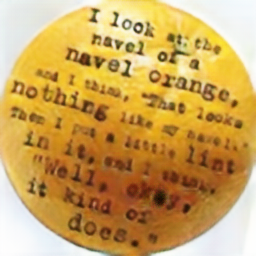 I look at the
navel of a
navel orange,
and I think, "That looks
nothing like my navel."
Then I put a little lint
in it, and I think,
"Well, okay,
it kind of
does."